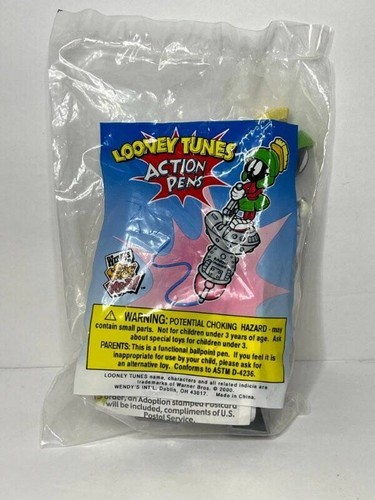 LOONEY TUNES
ACTION
PENS
WARNING: POTENTIAL CHOKING HAZARD - may
contain small parts. Not for children under 3 years of age. Ask
about special toys for children under 3.
PARENTS: This is a functional ballpoint pen. If you feel it is
inappropriate for use by your child, please ask for
an alternative toy. Conforms to ASTM D-4236.
LOONEY TUNES name, characters and all related indicia are
trademarks of Warner Bros. © 2000.
WENDY'S INT'L. Dublin, OH 43017. Made in China.
order, an Adoption stamped Postcard
will be included, compliments of U.S.
Postal Service.